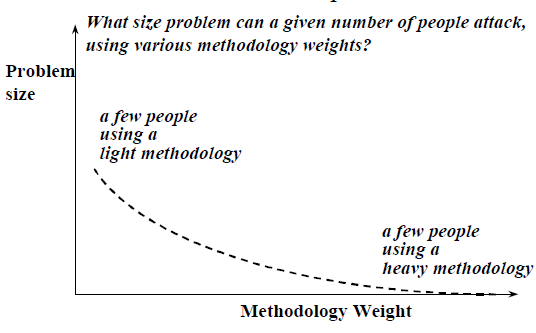 What size problem can a given number of people attack,
using various methodology weights?
Problem
size
a few people
using a
light methodology
a few people
using a
heavy methodology
Methodology Weight